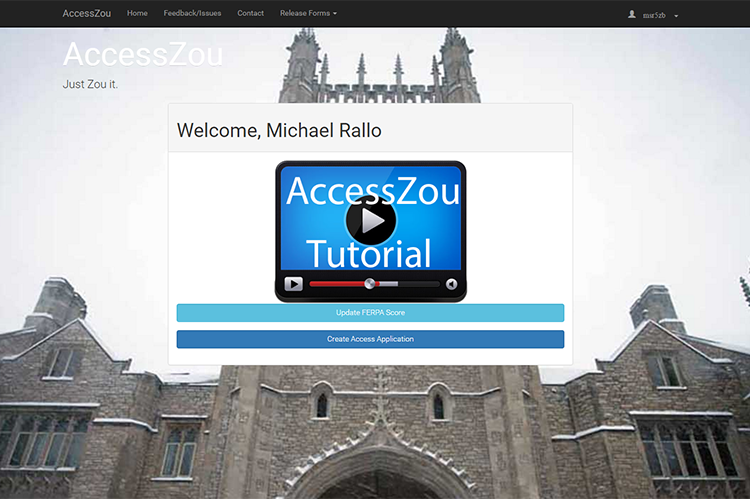 AccessZou Home Feedback/Issues Contact Release Forms msr5zb
AccessZou
Just Zou it.
Welcome, Michael Rallo
AccessZou
Tutorial
Update FERPA Score
Create Access Application